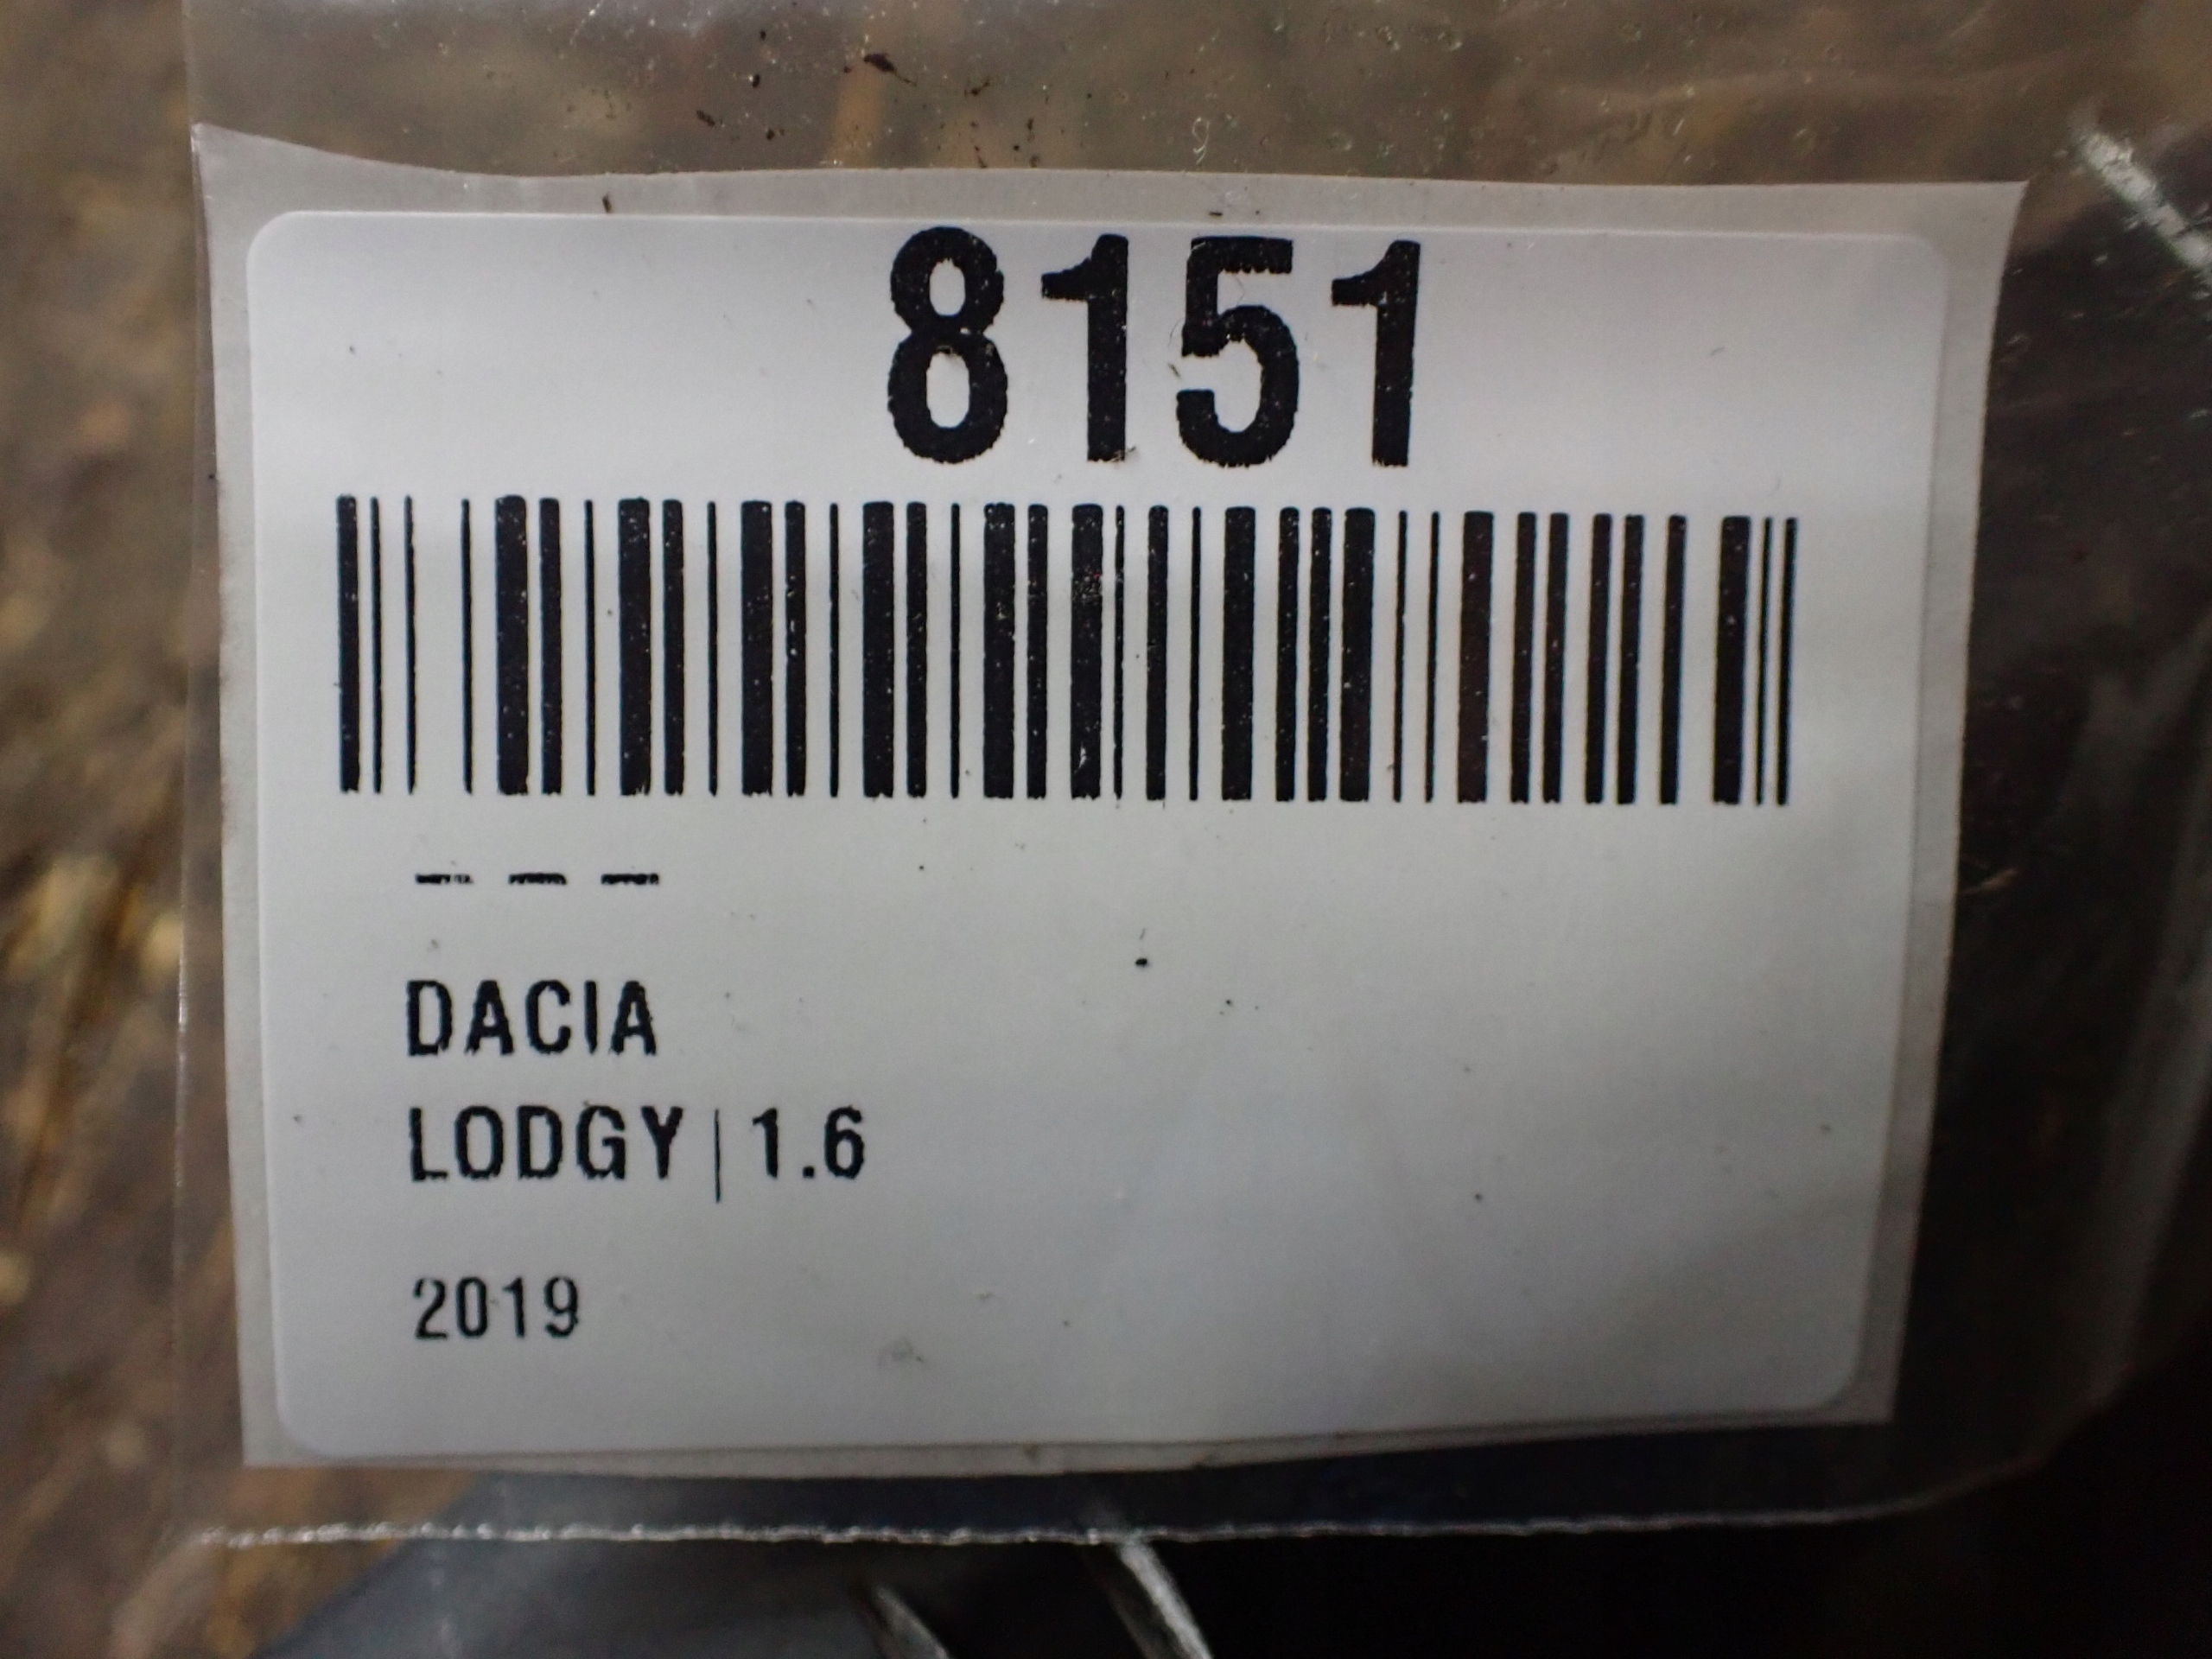 8151
---
DACIA
LODGY|1.6
2019